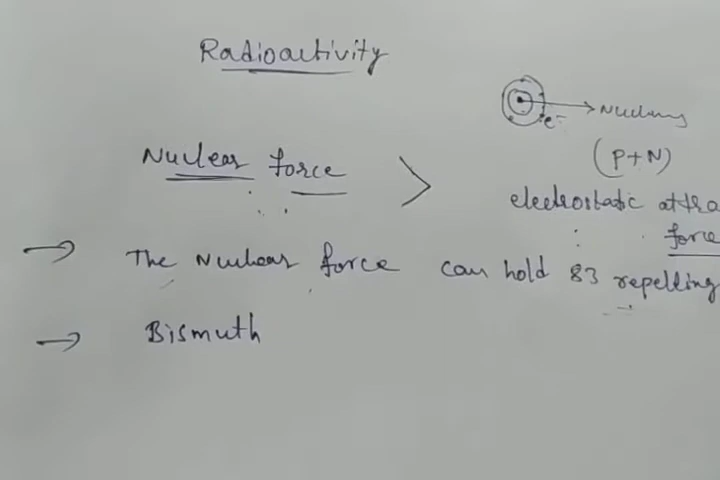 Radioactivity
e-
Nucleus
(P+N)
Nuclear force >
electrostatic attra
force
→ The Nuclear force can hold 83 repelling
→ Bismuth